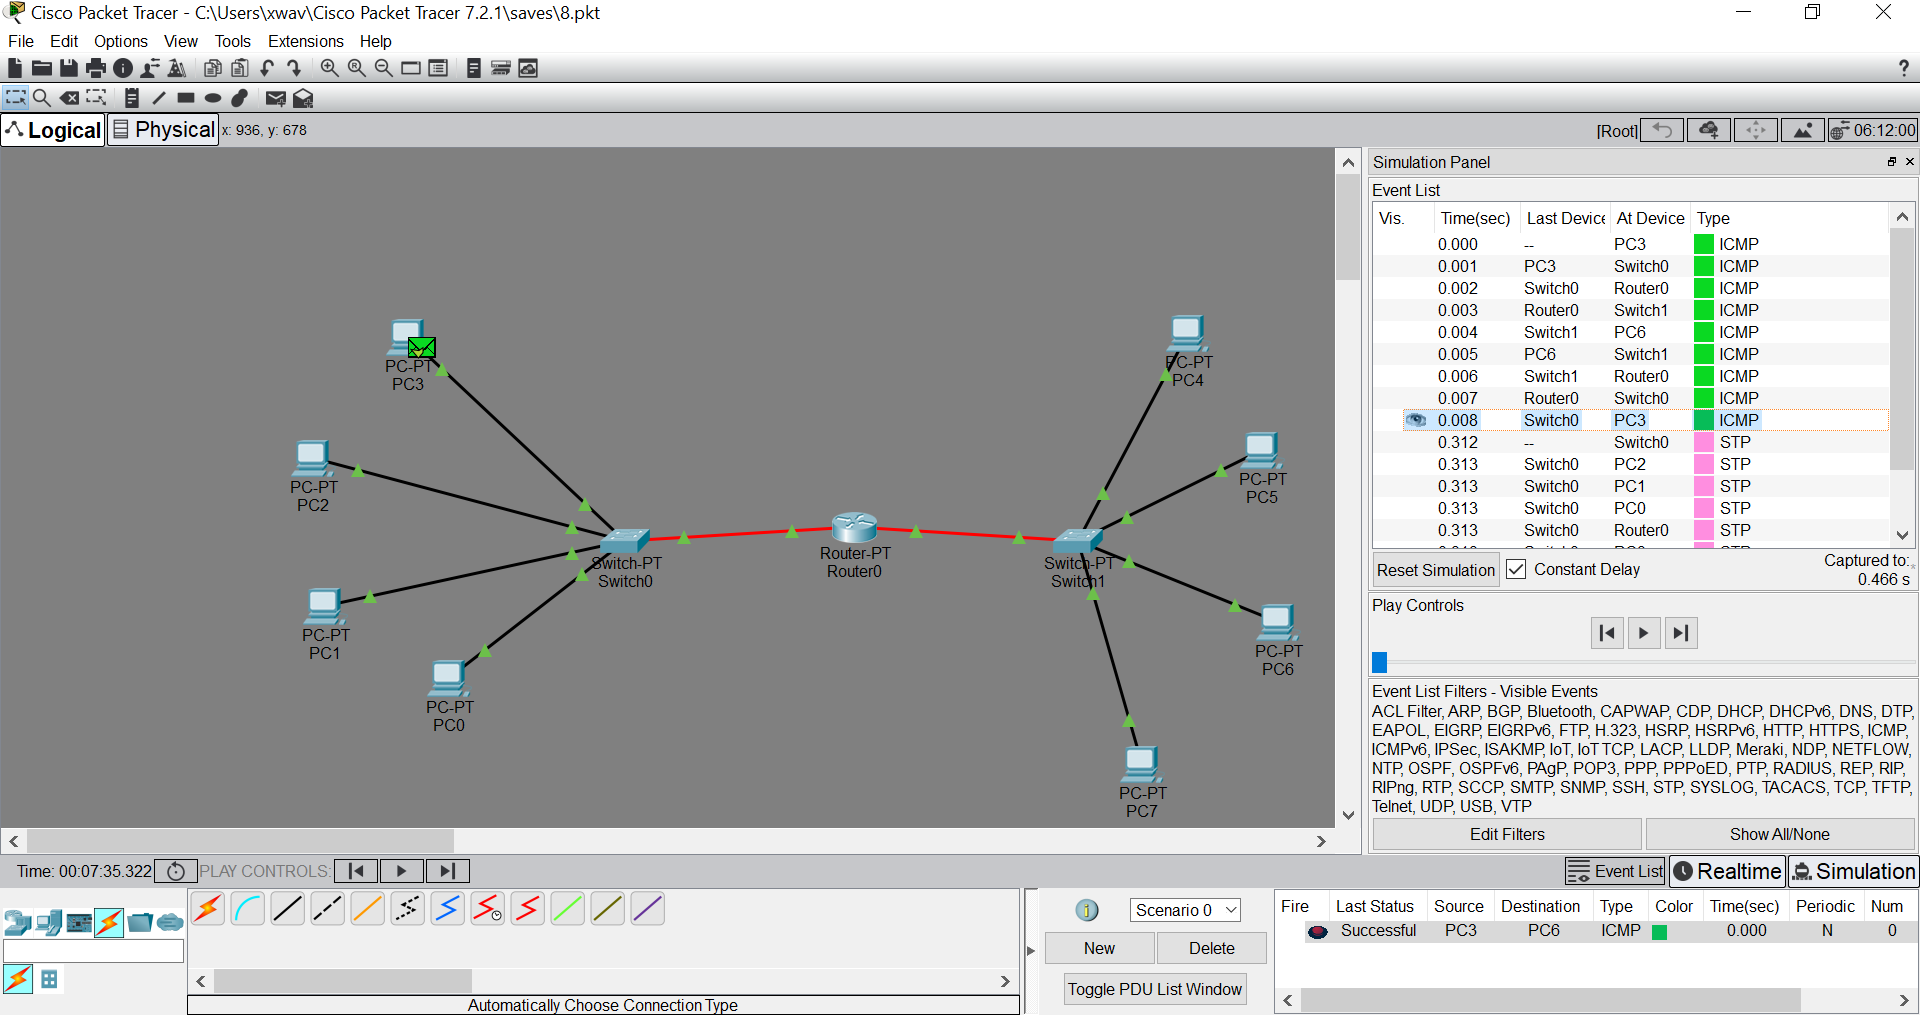 Cisco Packet Tracer - C:\Users\xwav\Cisco Packet Tracer 7.2.1\saves\8.pkt
File Edit Options View Tools Extensions Help
?
Logical Physical x: 936, y: 678 [Root] 06:12:00
Simulation Panel
Event List
Vis. Time(sec) Last Device At Device Type
0.000 -- PC3 ICMP
0.001 PC3 Switch0 ICMP
0.002 Switch0 Router0 ICMP
0.003 Router0 Switch1 ICMP
0.004 Switch1 PC6 ICMP
0.005 PC6 Switch1 ICMP
0.006 Switch1 Router0 ICMP
0.007 Router0 Switch0 ICMP
0.008 Switch0 PC3 ICMP
0.312 -- Switch0 STP
0.313 Switch0 PC2 STP
0.313 Switch0 PC1 STP
0.313 Switch0 PC0 STP
0.313 Switch0 Router0 STP
Reset Simulation Constant Delay Captured to:
0.466 s
Play Controls
Event List Filters - Visible Events
ACL Filter, ARP, BGP, Bluetooth, CAPWAP, CDP, DHCP, DHCPv6, DNS, DTP,
EAPOL, EIGRP, EIGRPv6, FTP, H.323, HSRP, HSRPv6, HTTP, HTTPS, ICMP,
ICMPv6, IPSec, ISAKMP, IoT, IoT TCP, LACP, LLDP, Meraki, NDP, NETFLOW,
NTP, OSPF, OSPFv6, PAgP, POP3, PPP, PPPoED, PTP, RADIUS, REP, RIP,
RIPng, RTP, SCCP, SMTP, SNMP, SSH, STP, SYSLOG, TACACS, TCP, TFTP,
Telnet, UDP, USB, VTP
Edit Filters Show All/None
PC-PT
PC3
PC-PT
PC4
PC-PT
PC2
PC-PT
PC5
Switch-PT
Switch0
Router-PT
Router0
Switch-PT
Switch1
PC-PT
PC1
PC-PT
PC6
PC-PT
PC0
PC-PT
PC7
Time: 00:07:35.322 PLAY CONTROLS:
Event List Realtime Simulation
Scenario 0
New Delete
Toggle PDU List Window
Fire Last Status Source Destination Type Color Time(sec) Periodic Num
Successful PC3 PC6 ICMP 0.000 N 0
Automatically Choose Connection Type